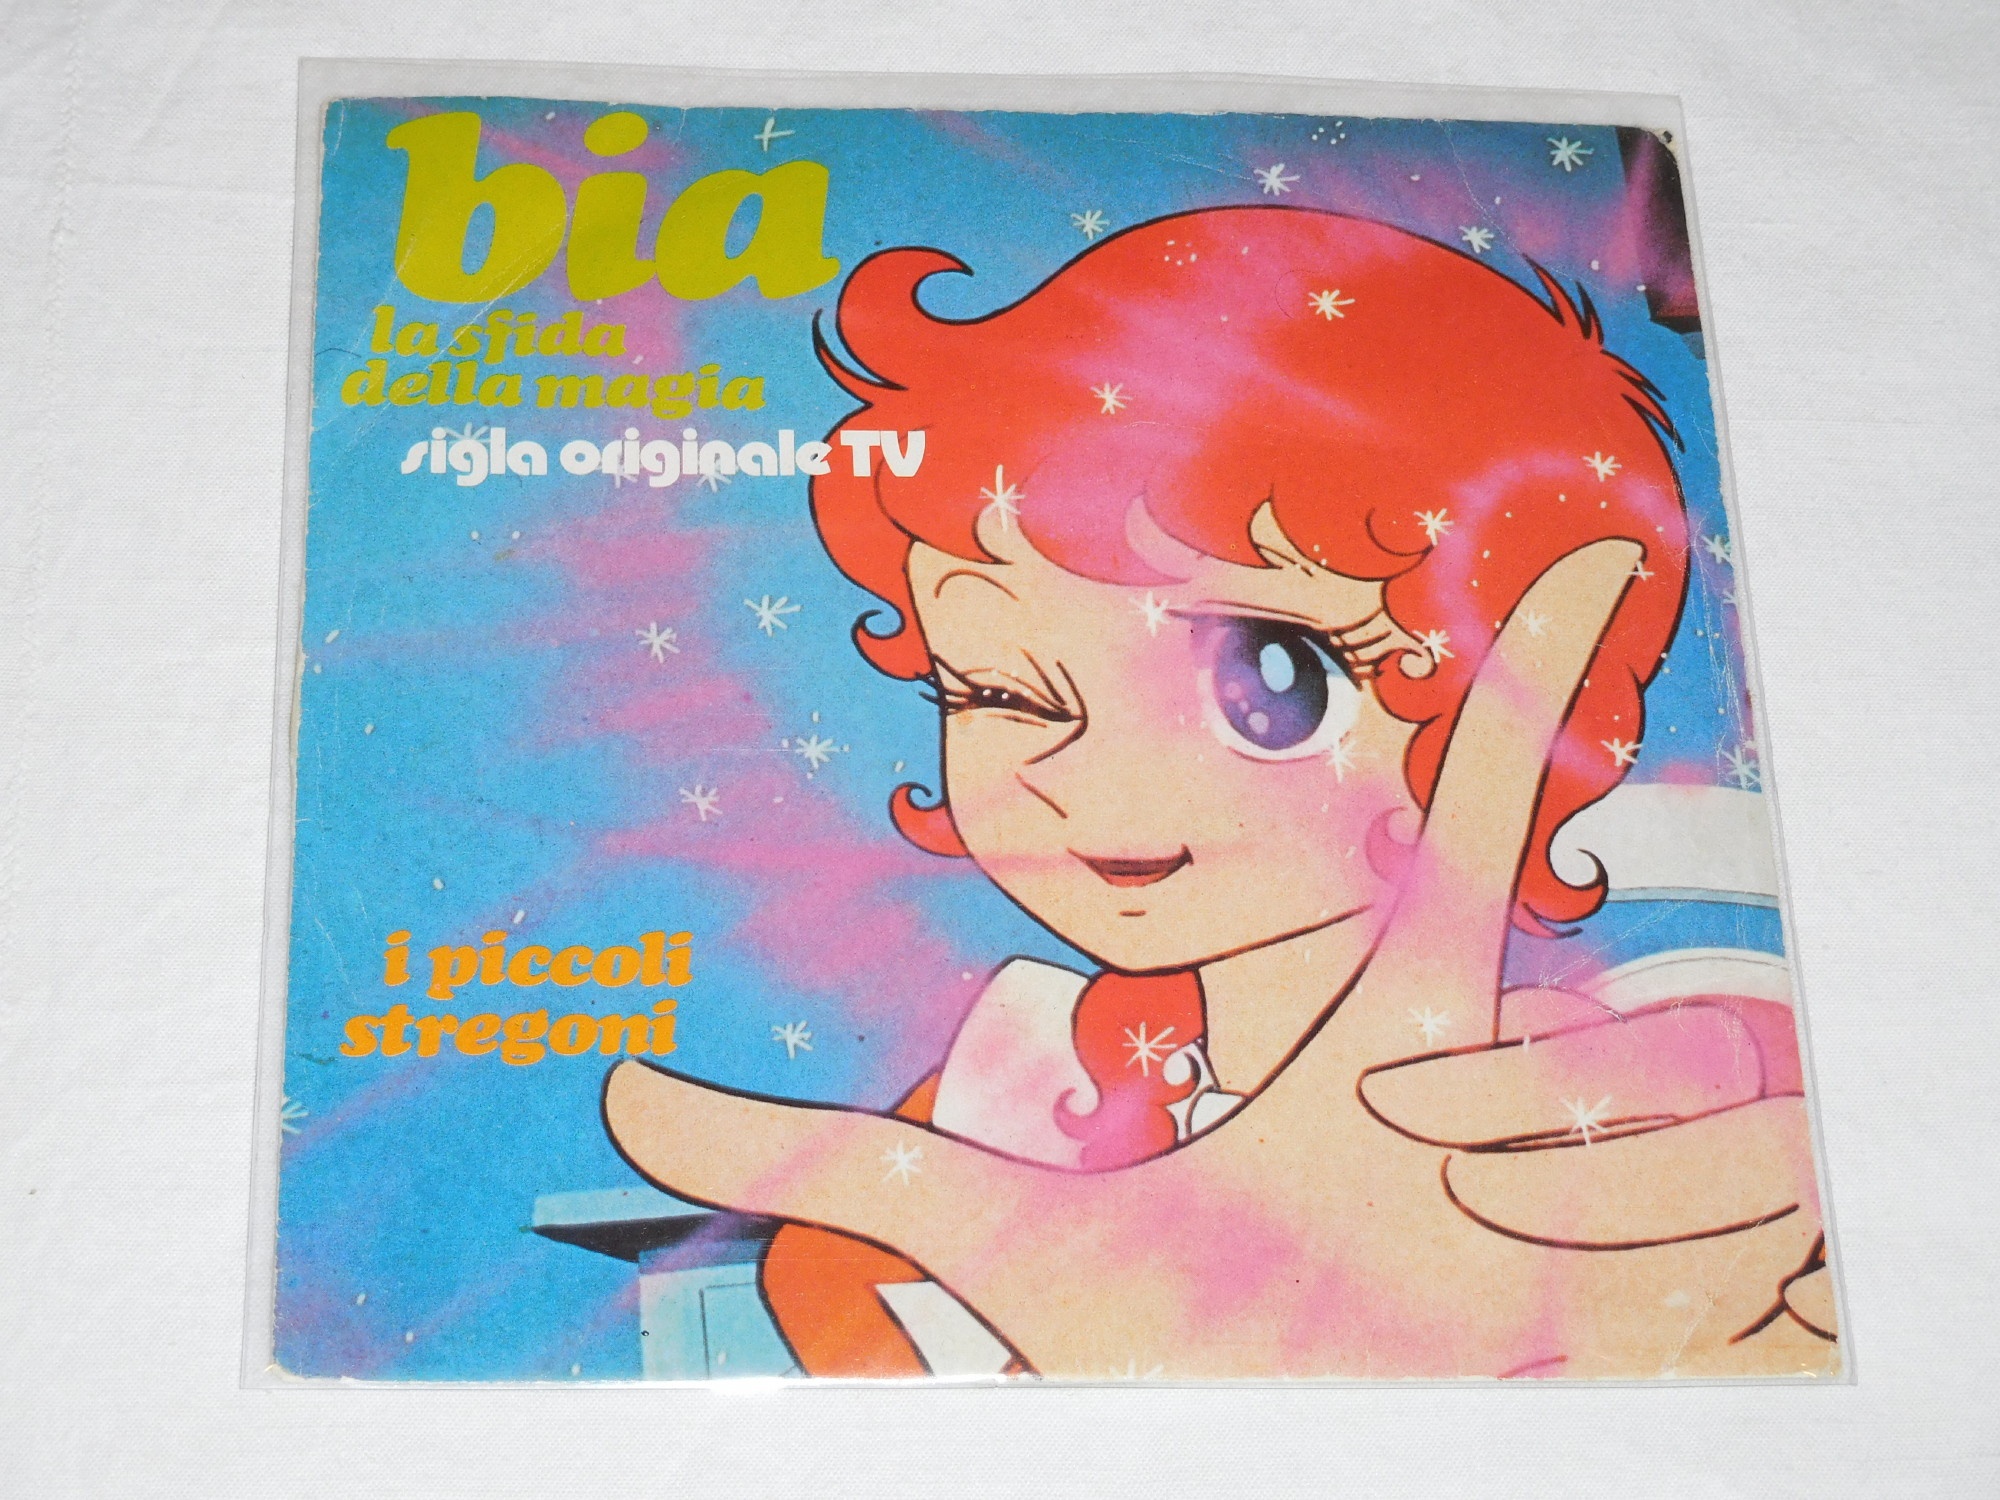 bia
la sfida
della magia
sigla originale TV
i piccoli
stregoni